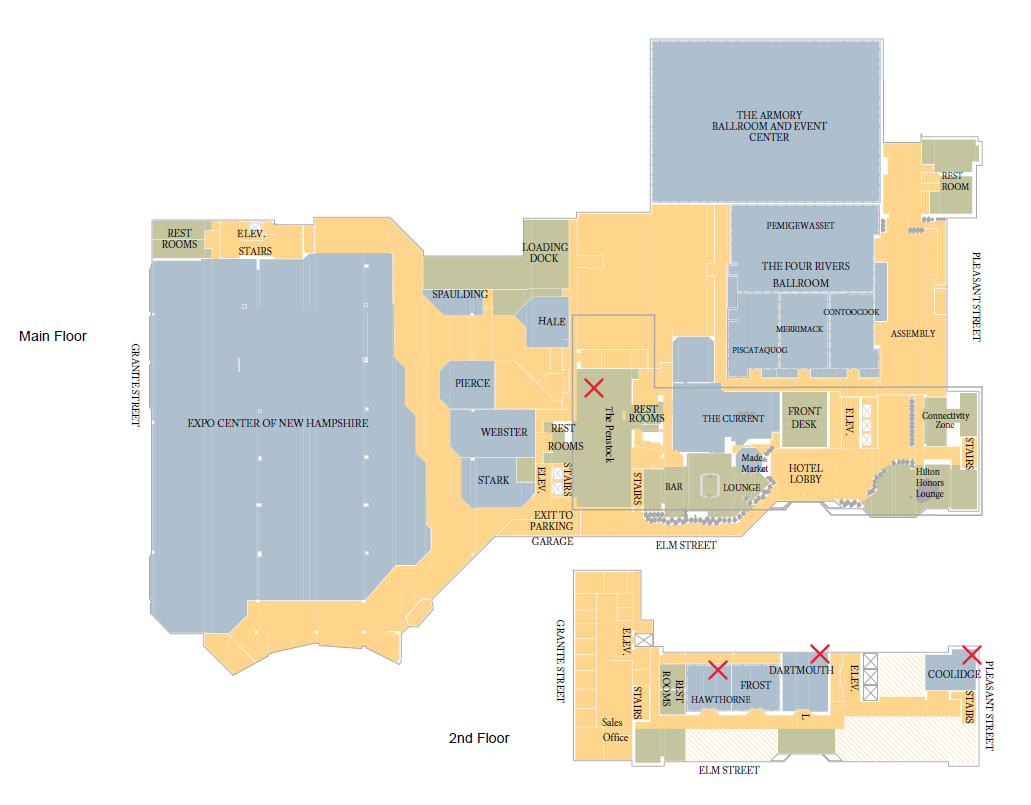 THE ARMORY
BALLROOM AND EVENT
CENTER
REST
ROOM
PEMIGEWASSET
REST
ROOMS
ELEV.
STAIRS
LOADING
DOCK
THE FOUR RIVERS
BALLROOM
PLEASANT STREET
SPAULDING
CONTOOCOOK
HALE
MERRIMACK
ASSEMBLY
Main Floor
PISCATAQUOG
GRANITE STREET
PIERCE
The Penstock
REST
ROOMS
THE CURRENT
FRONT
DESK
ELEV.
Connectivity
Zone
EXPO CENTER OF NEW HAMPSHIRE
WEBSTER
REST
ROOMS
STAIRS
Made
Market
HOTEL
LOBBY
Hilton
Honors
Lounge
STARK
ELEV.
STAIRS
STAIRS
BAR
LOUNGE
EXIT TO
PARKING
GARAGE
ELM STREET
GRANITE STREET
ELEV.
DARTMOUTH
ELEV.
COOLIDGE
PLEASANT STREET
REST
ROOMS
FROST
HAWTHORNE
STAIRS
STAIRS
L
Sales
Office
2nd Floor
ELM STREET